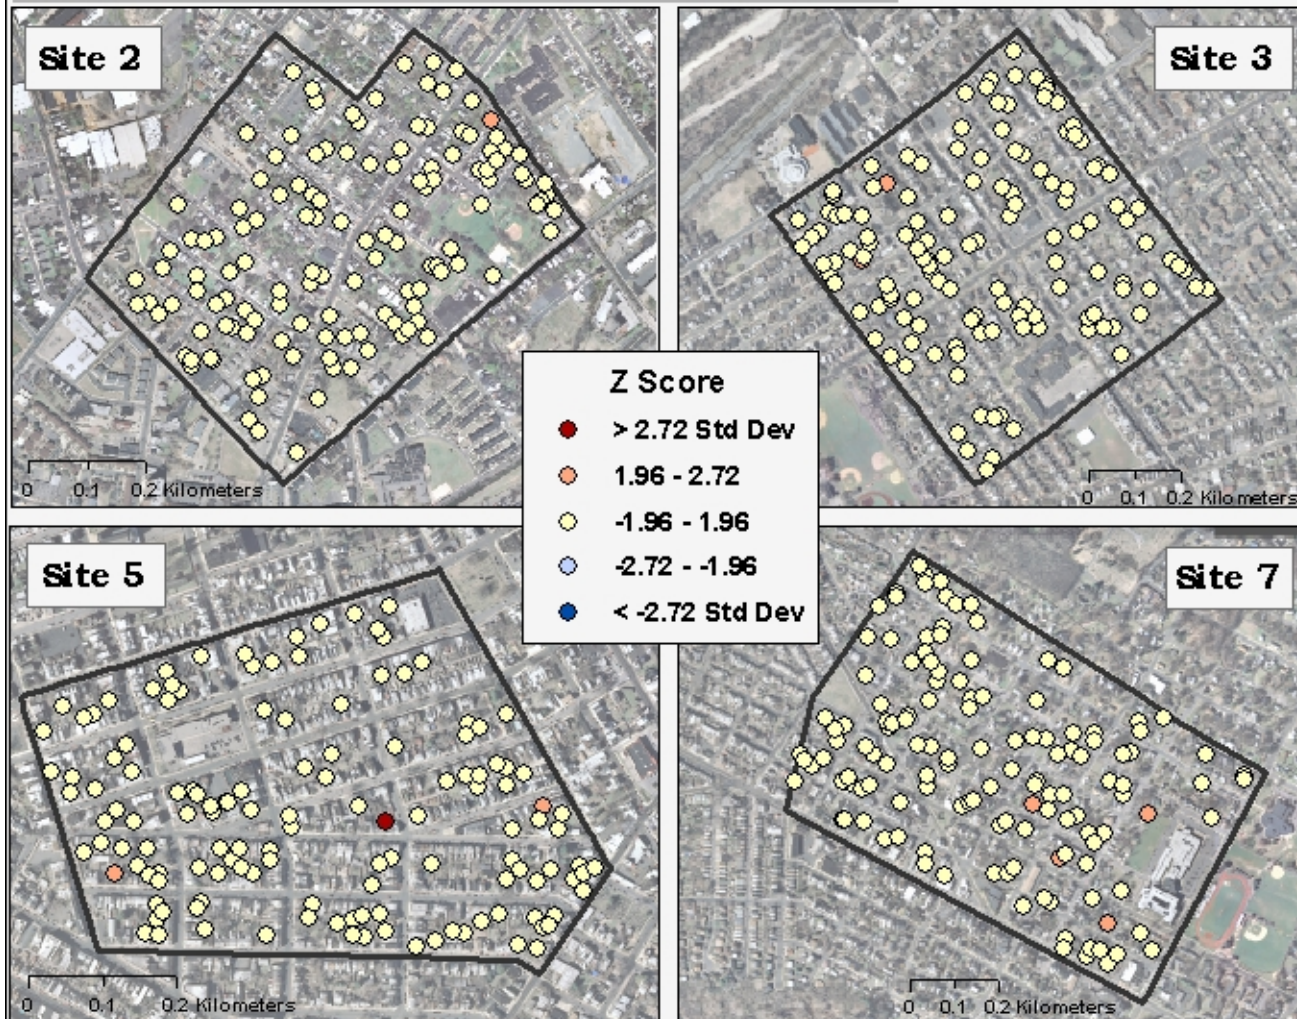 Site 2
Site 3
0 0.1 0.2 Kilometers
0 0.1 0.2 Kilometers
Z Score
> 2.72 Std Dev
1.96 - 2.72
-1.96 - 1.96
-2.72 - -1.96
< -2.72 Std Dev
Site 5
Site 7
0 0.1 0.2 Kilometers
0 0.1 0.2 Kilometers